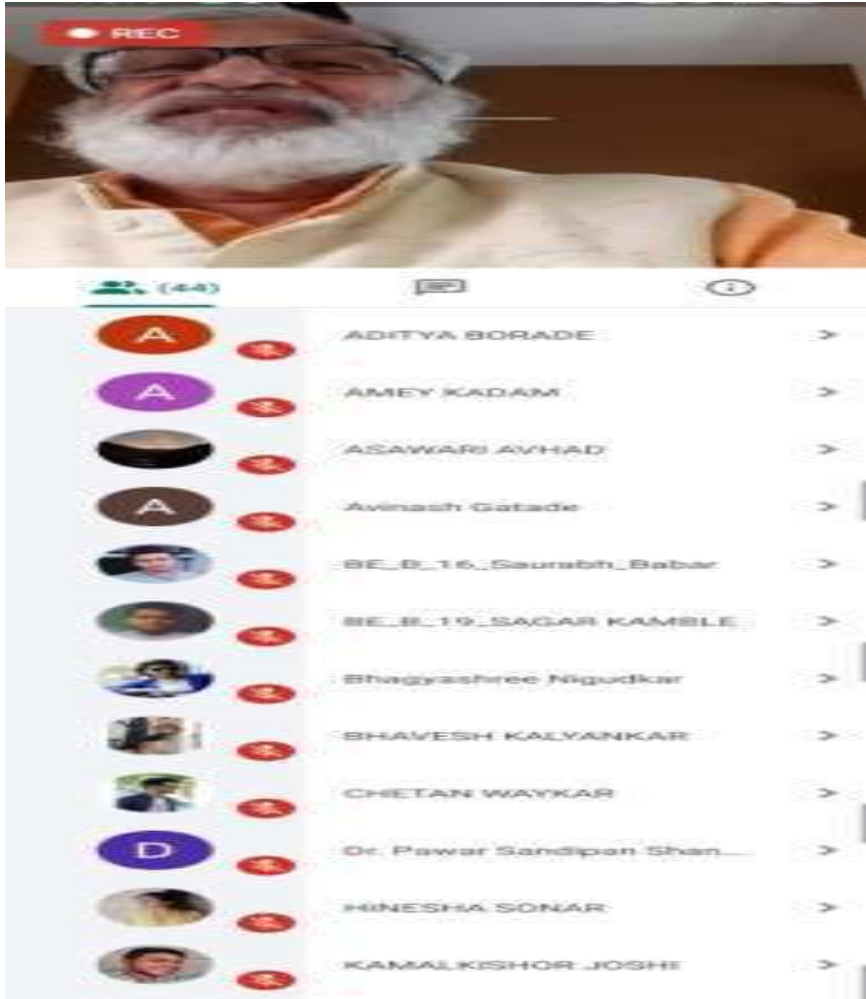 REC
(44)
A ADITYA BORADE
A AMEY KADAM
ASAWARI AVHAD
A Avinash Gatade
BE_B_16_Saurabh_Babar
BE_B_19_SAGAR KAMBLE
Bhagyashree Nigudkar
BHAVESH KALYANKAR
CHETAN WAYKAR
D Dr. Pawar Sandipan Shan...
HINESHA SONAR
KAMALKISHOR JOSHI